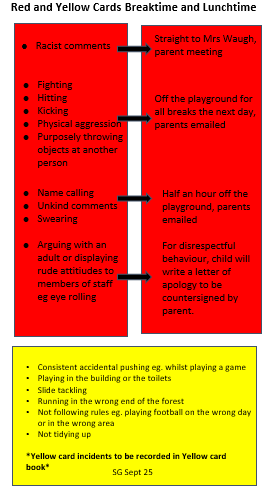 Red and Yellow Cards Breaktime and Lunchtime
● Racist comments
Straight to Mrs Waugh,
parent meeting
● Fighting
● Hitting
● Kicking
● Physical aggression
● Purposely throwing
objects at another
person
Off the playground for
all breaks the next day,
parents emailed
● Name calling
● Unkind comments
● Swearing
Half an hour off the
playground, parents
emailed
● Arguing with an
adult or displaying
rude attitudes to
members of staff
eg eye rolling
For disrespectful
behaviour, child will
write a letter of
apology to be
countersigned by
parent.
• Consistent accidental pushing eg. whilst playing a game
• Playing in the building or the toilets
• Slide tackling
• Running in the wrong end of the forest
• Not following rules eg. playing football on the wrong day
or in the wrong area
• Not tidying up
*Yellow card incidents to be recorded in Yellow card
book*
SG Sept 25